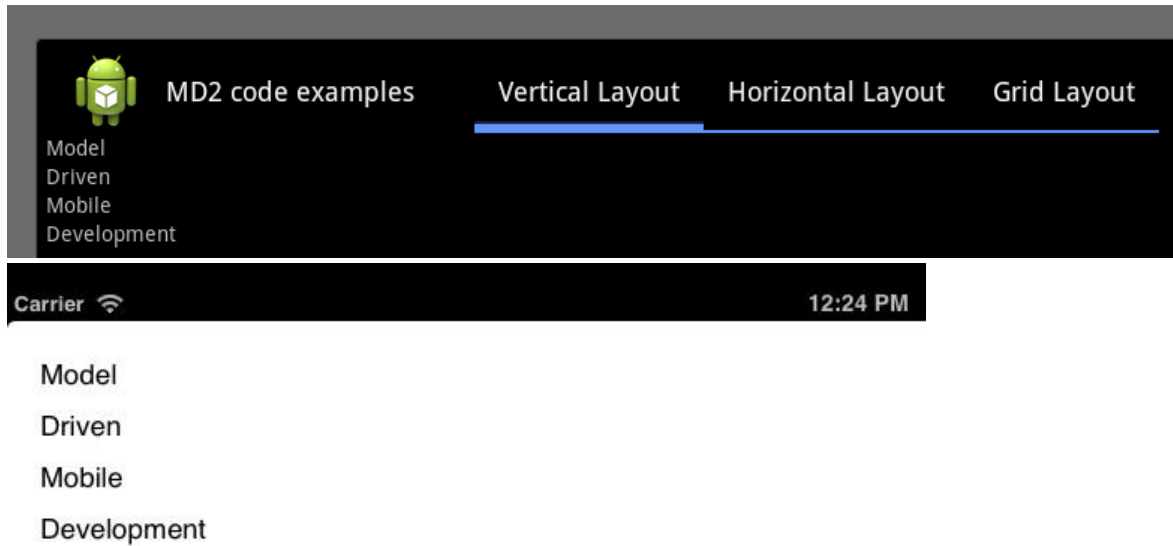 MD2 code examples Vertical Layout Horizontal Layout Grid Layout
Model
Driven
Mobile
Development
Carrier 12:24 PM
Model
Driven
Mobile
Development